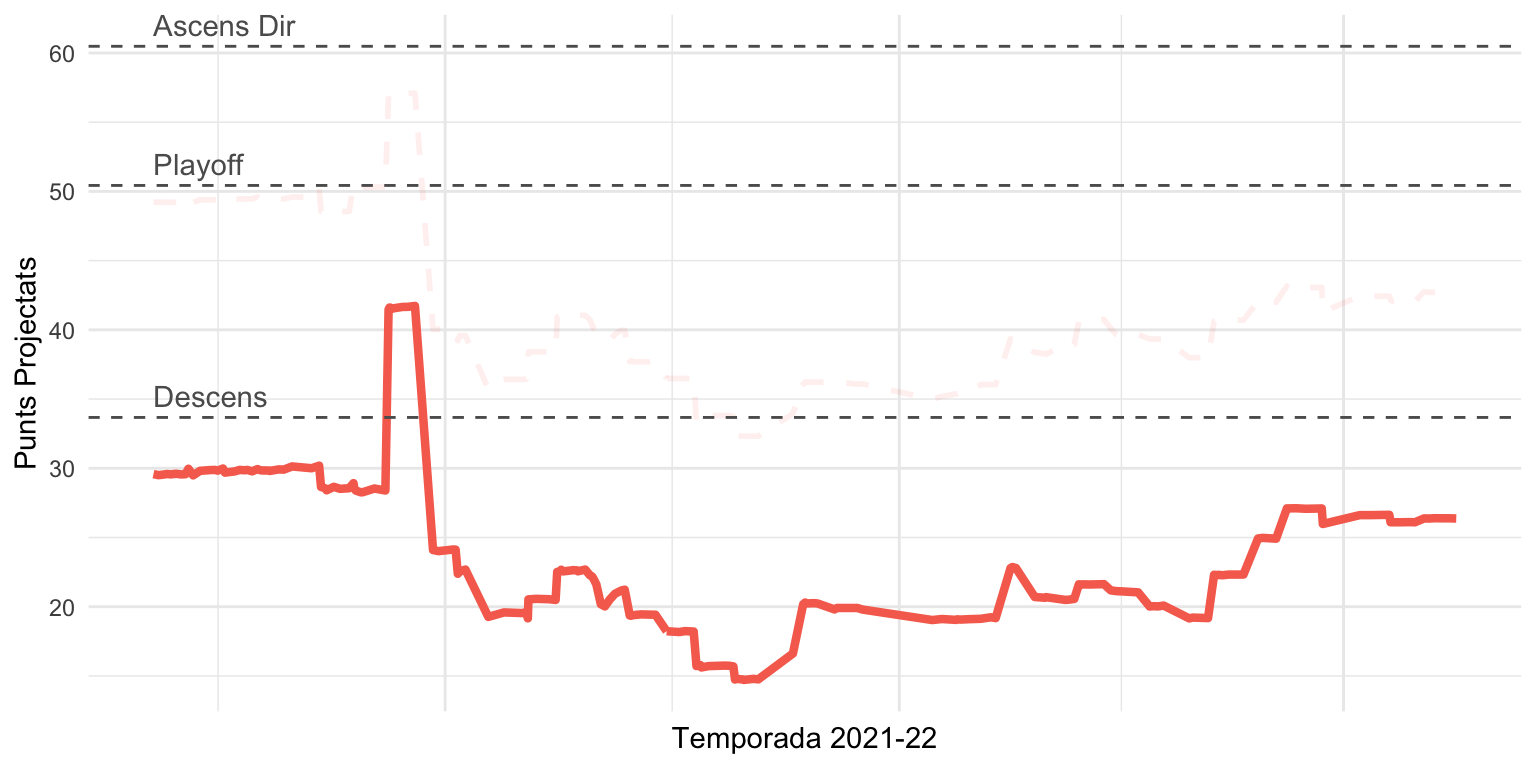 Ascens Dir
60
Playoff
50
Punts Projectats
40
Descens
30
20
Temporada 2021-22